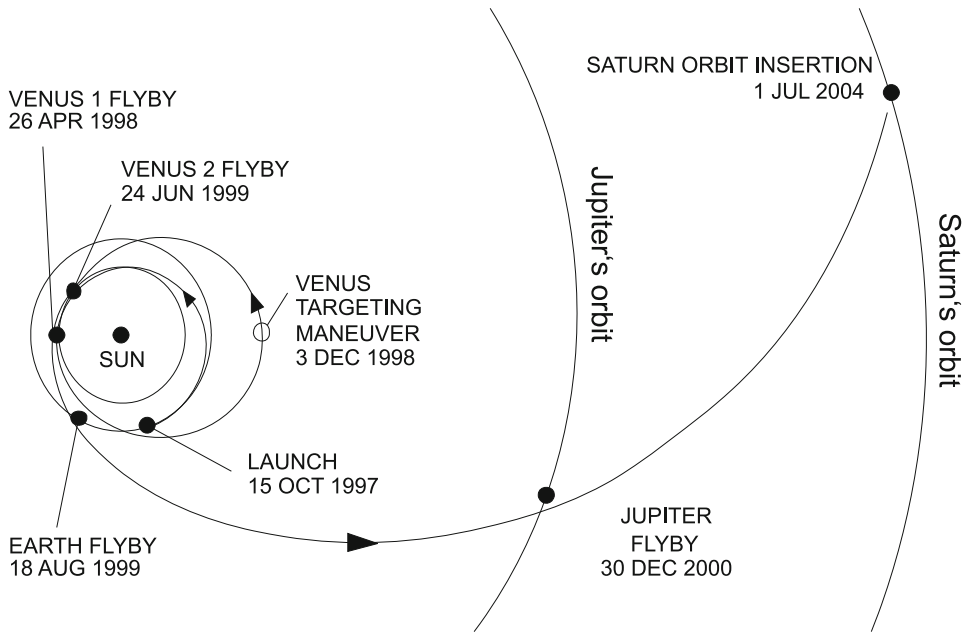 SATURN ORBIT INSERTION
1 JUL 2004
VENUS 1 FLYBY
26 APR 1998
VENUS 2 FLYBY
24 JUN 1999
Jupiter's orbit
Saturn's orbit
VENUS
TARGETING
MANEUVER
3 DEC 1998
SUN
LAUNCH
15 OCT 1997
EARTH FLYBY
18 AUG 1999
JUPITER
FLYBY
30 DEC 2000